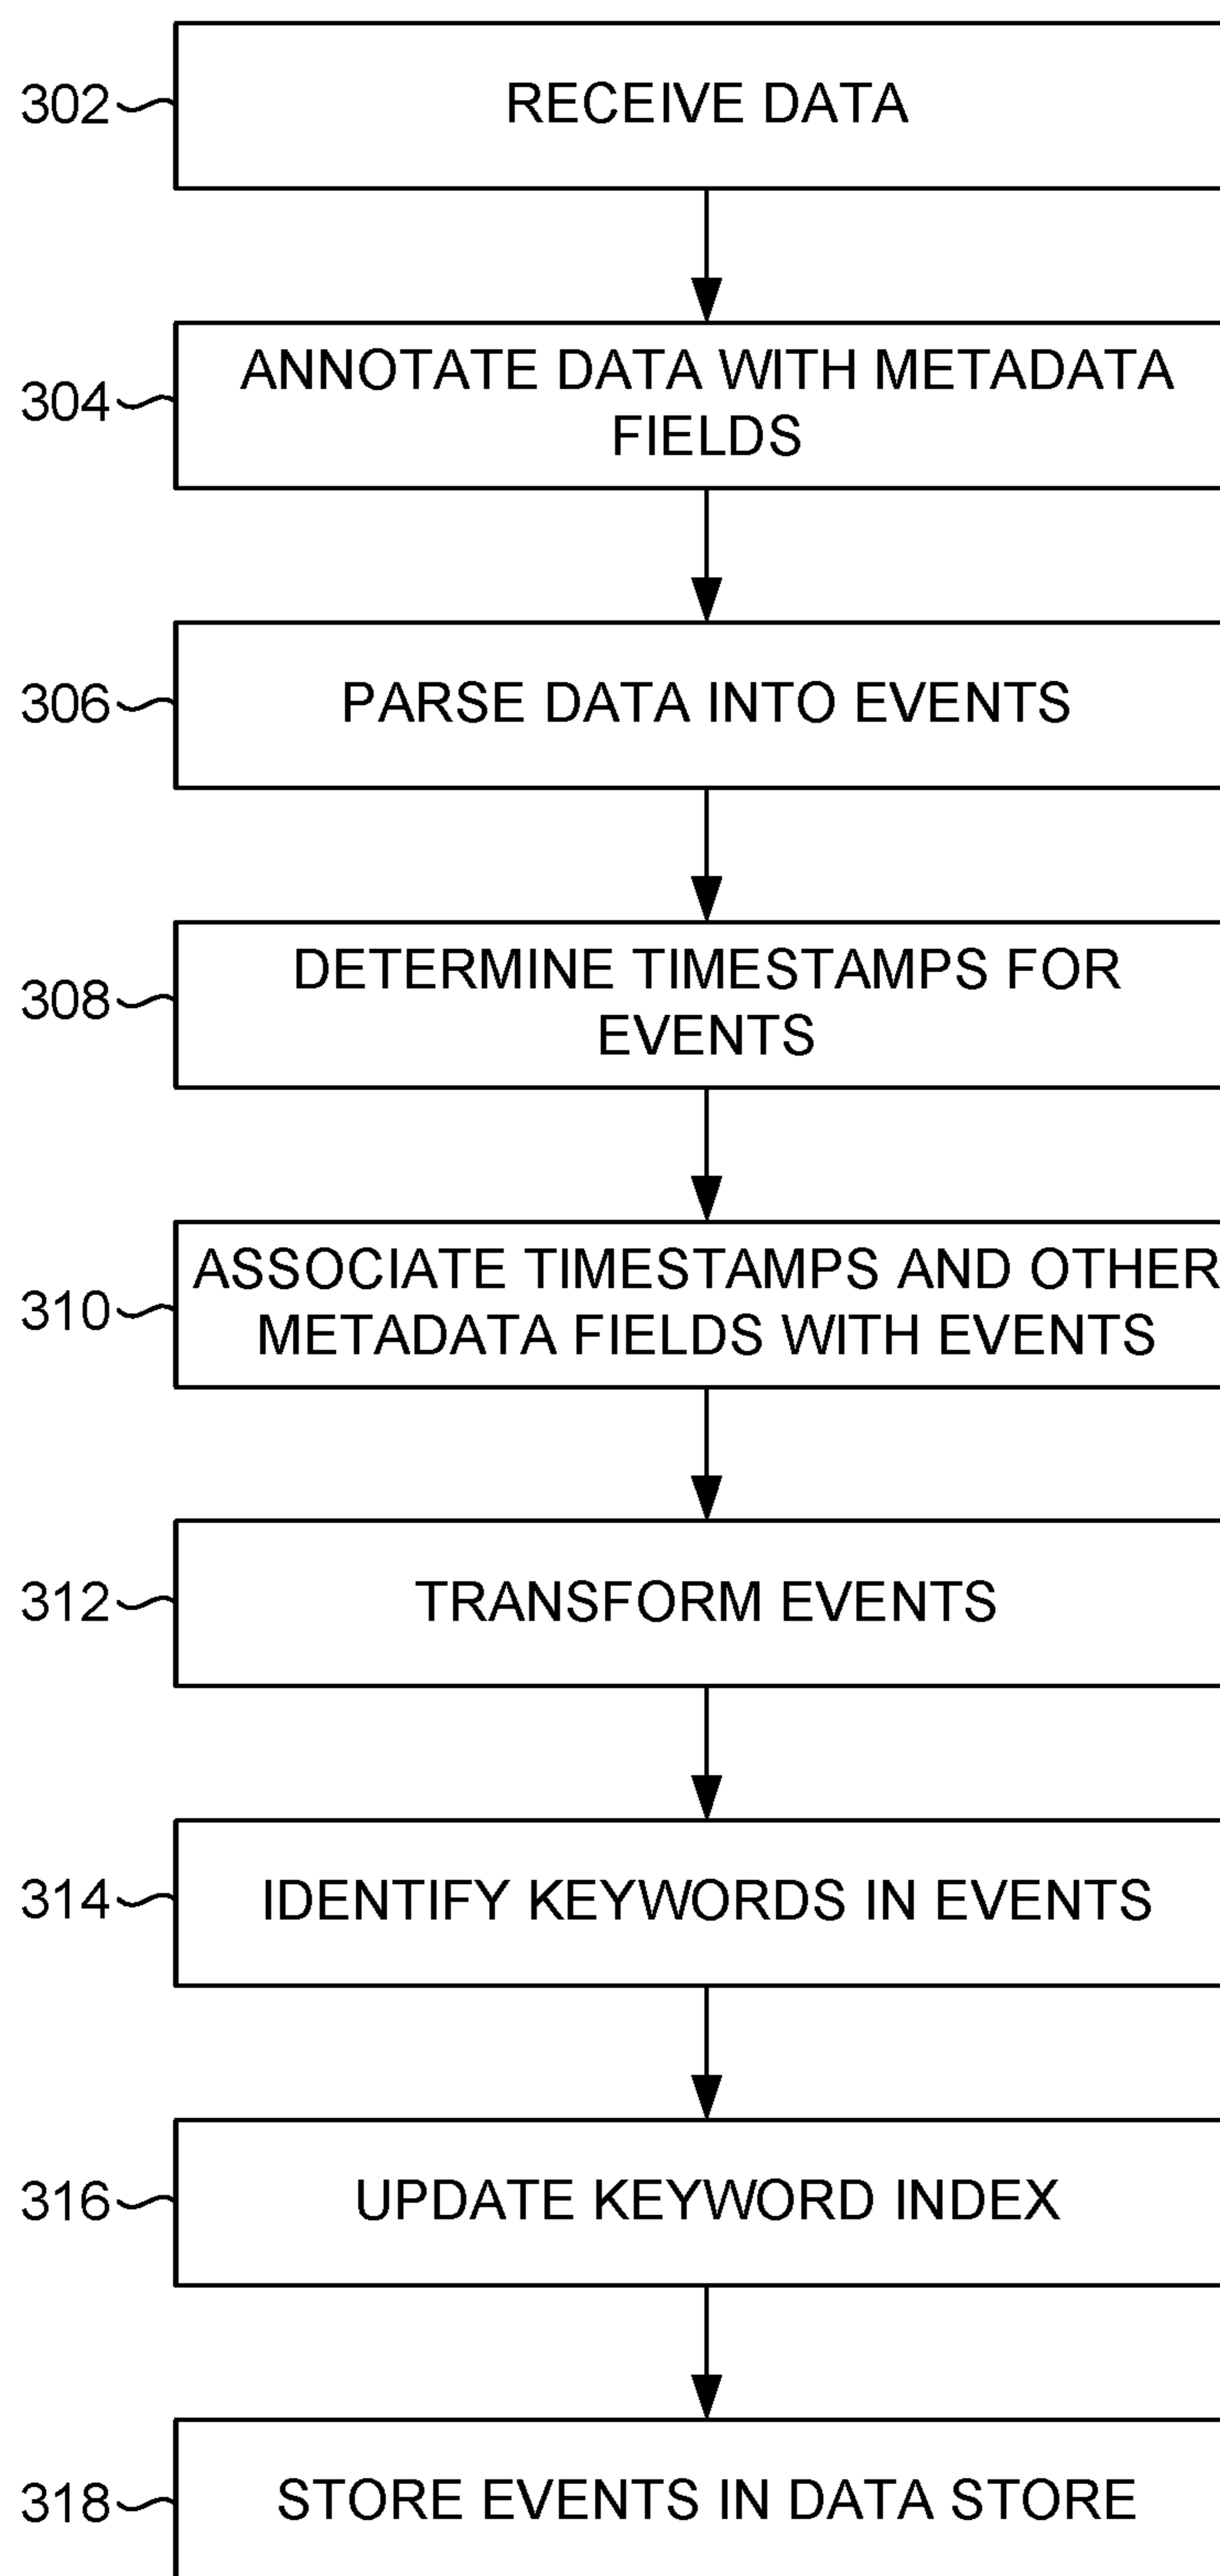 302
RECEIVE DATA
304
ANNOTATE DATA WITH METADATA
FIELDS
306
PARSE DATA INTO EVENTS
308
DETERMINE TIMESTAMPS FOR
EVENTS
310
ASSOCIATE TIMESTAMPS AND OTHER
METADATA FIELDS WITH EVENTS
312
TRANSFORM EVENTS
314
IDENTIFY KEYWORDS IN EVENTS
316
UPDATE KEYWORD INDEX
318
STORE EVENTS IN DATA STORE